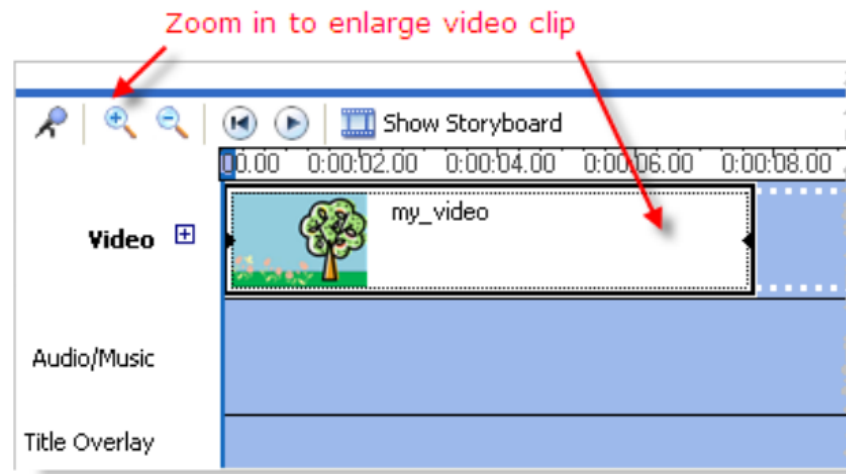 Zoom in to enlarge video clip
Show Storyboard
0.00 0:00:02.00 0:00:04.00 0:00:06.00 0:00:08.00
my_video
Video
Audio/Music
Title Overlay